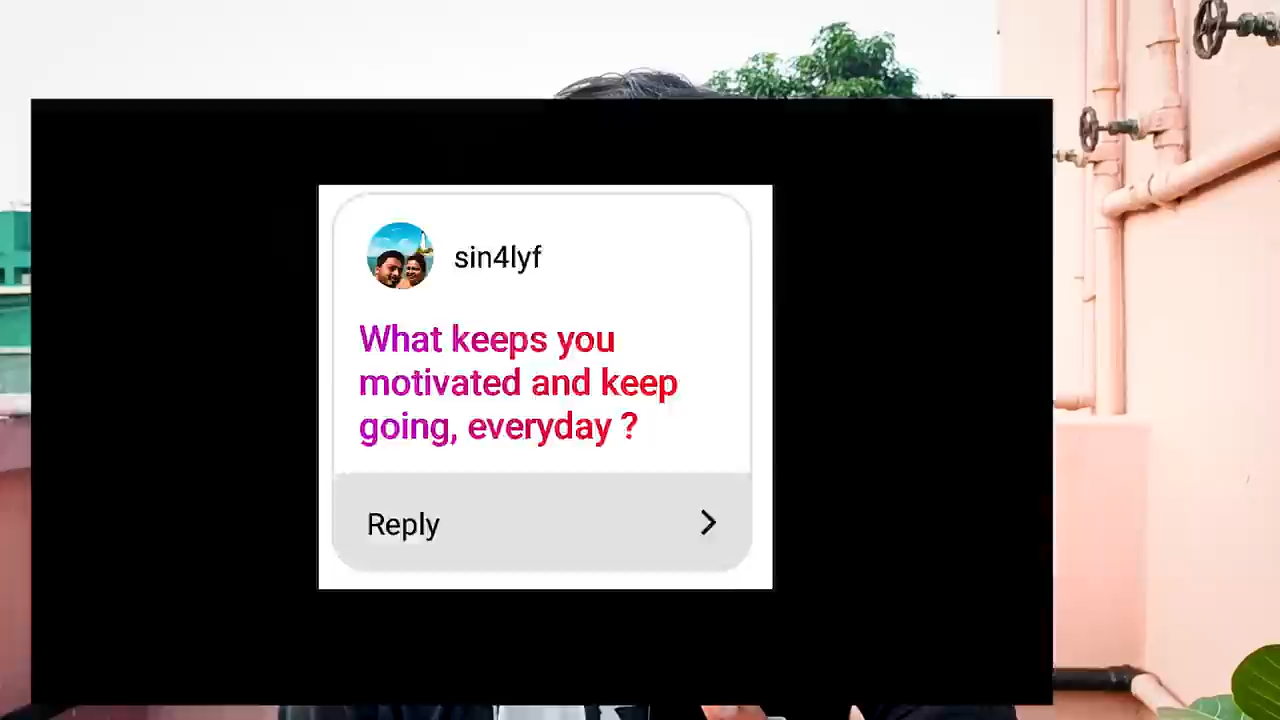 sin4lyf
What keeps you
motivated and keep
going, everyday ?
Reply